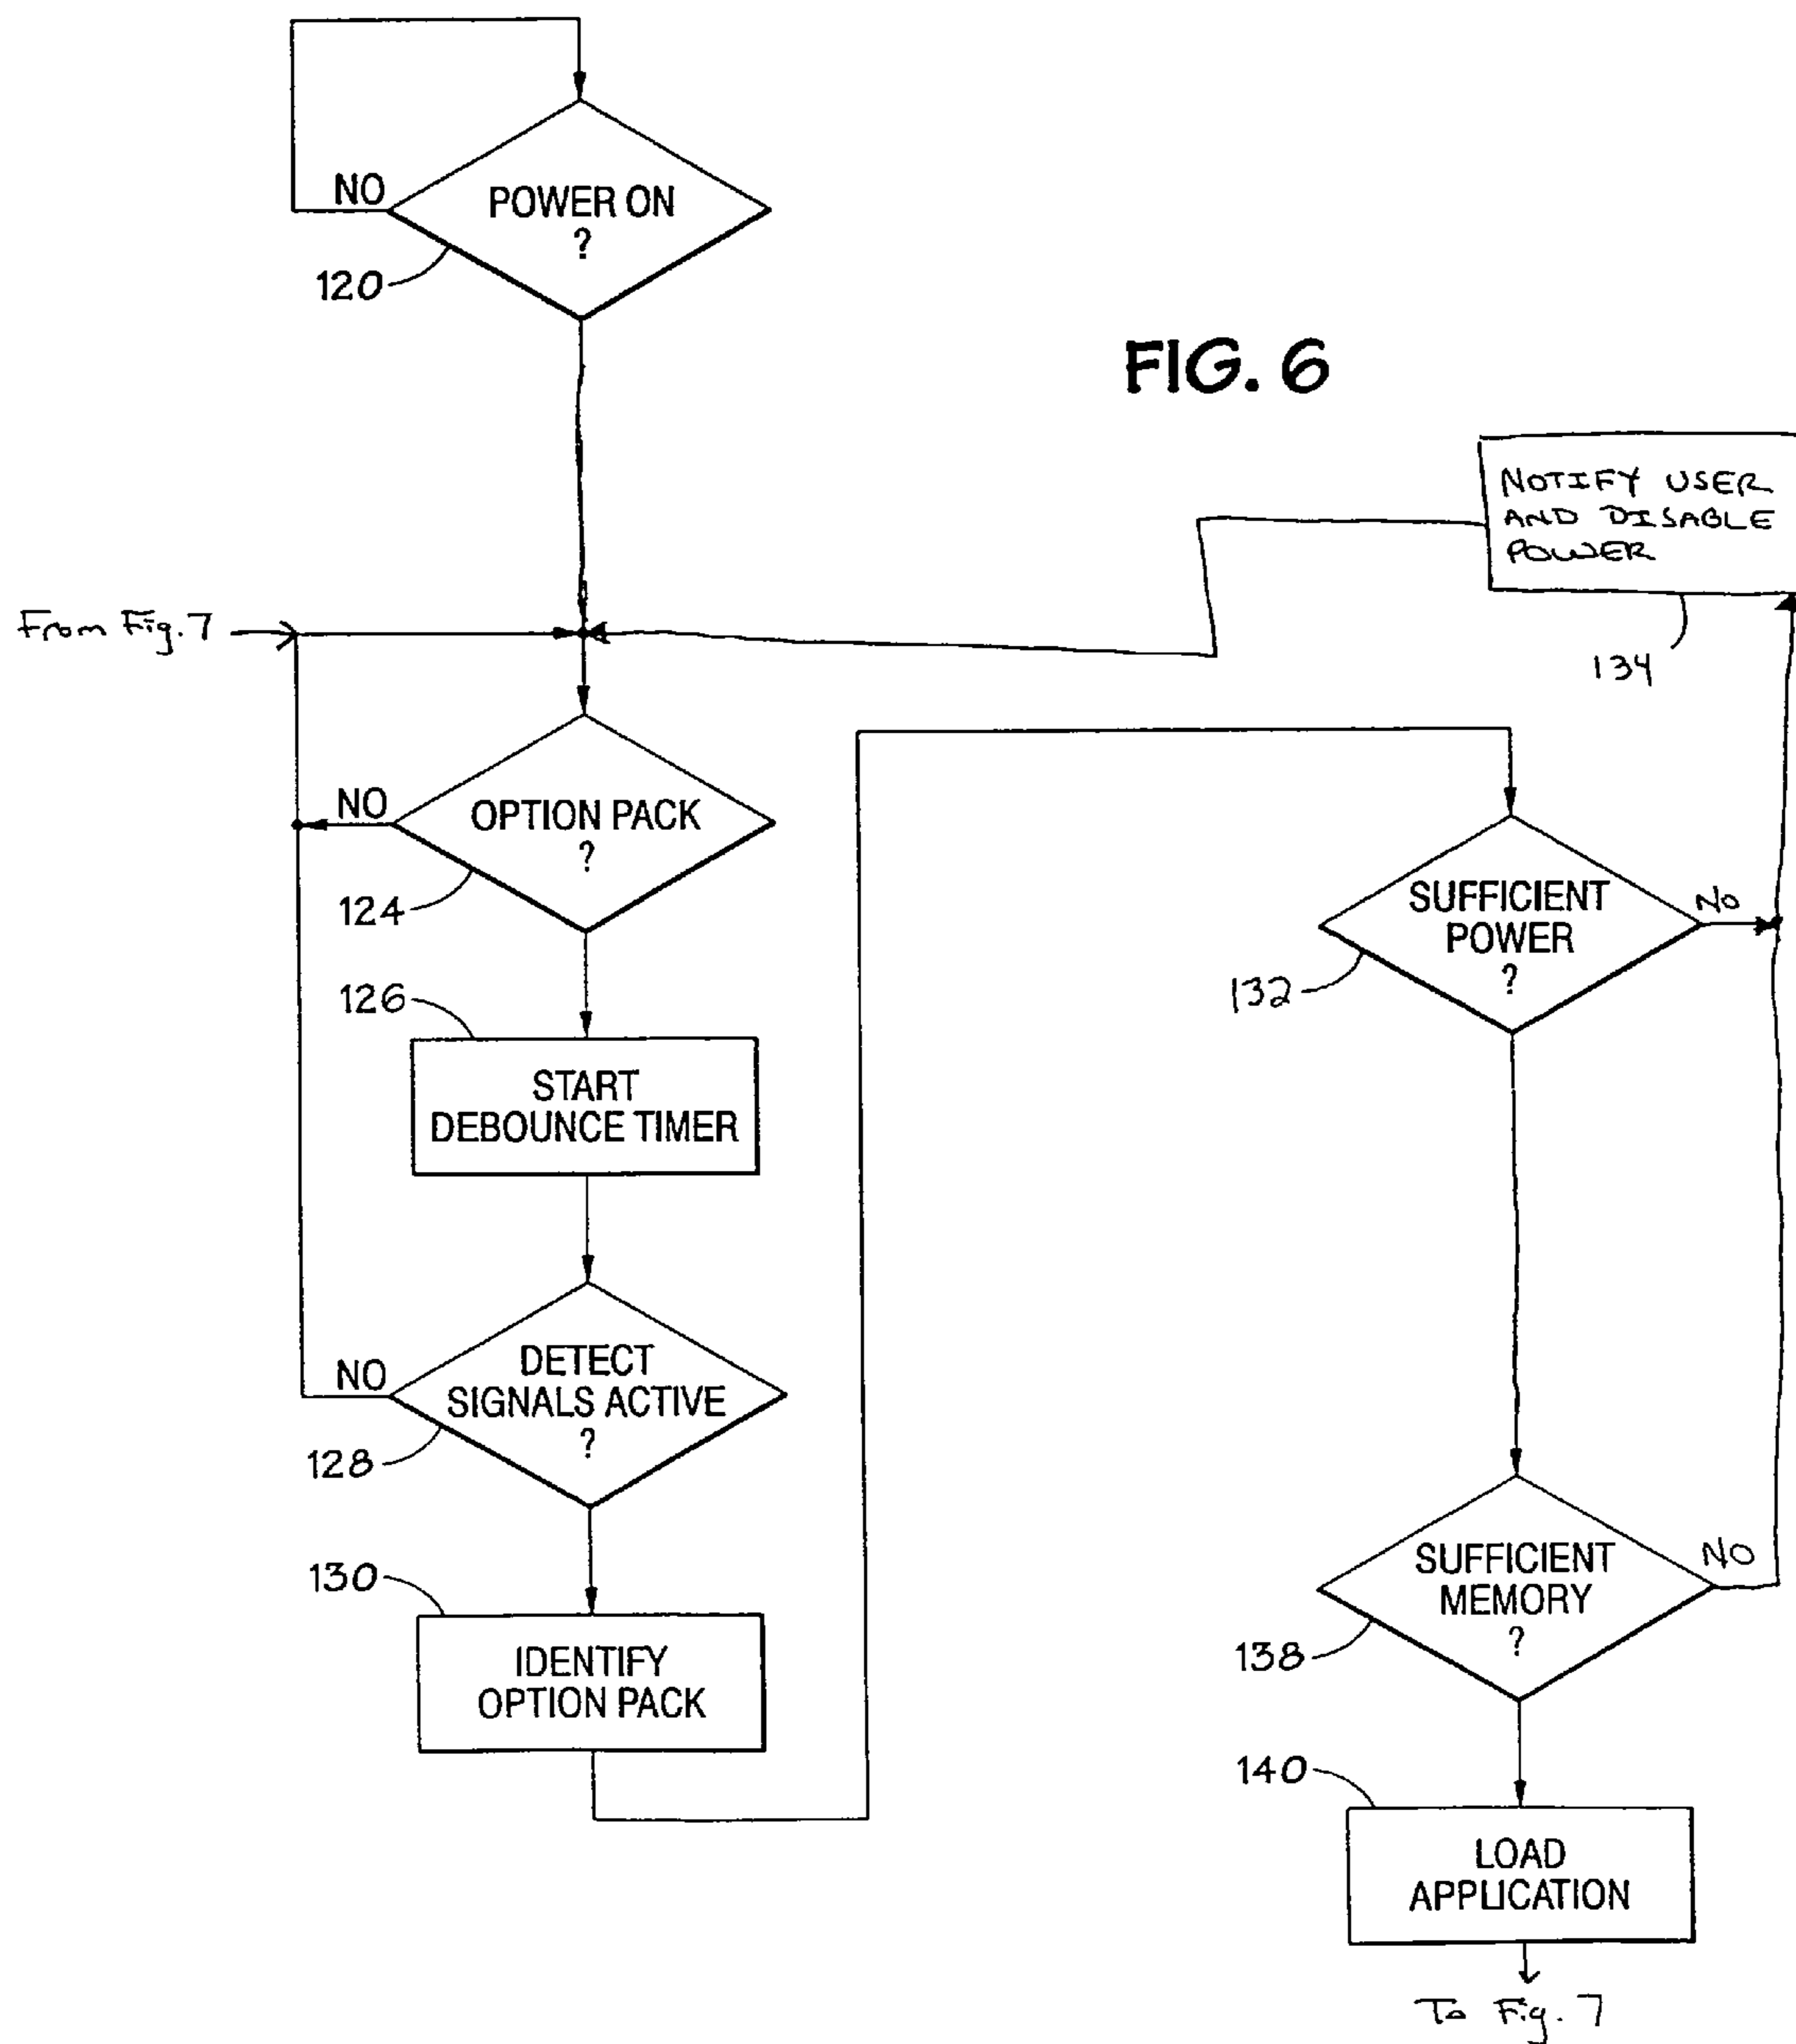 NO
POWER ON
?
120
FIG. 6
NOTIFY USER
AND DISABLE
POWER
134
From Fig. 7
NO
OPTION PACK
?
124
126
START
DEBOUNCE TIMER
NO
DETECT
SIGNALS ACTIVE
?
128
130
IDENTIFY
OPTION PACK
SUFFICIENT
POWER
?
No
132
SUFFICIENT
MEMORY
?
NO
138
140
LOAD
APPLICATION
To Fig. 7